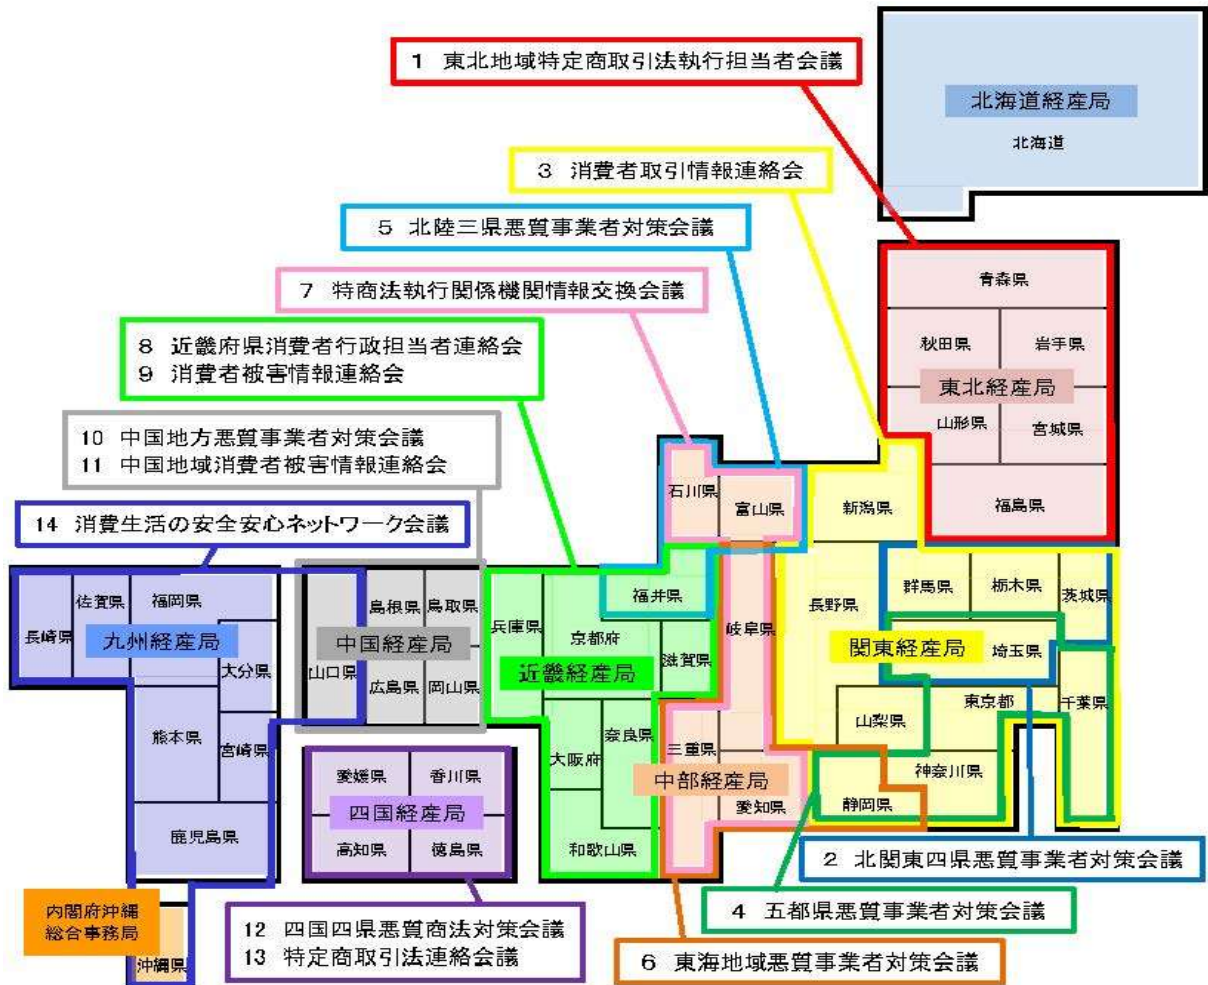 1 東北地域特定商取引法執行担当者会議
北海道経産局
北海道
3 消費者取引情報連絡会
5 北陸三県悪質事業者対策会議
7 特商法執行関係機関情報交換会議
8 近畿府県消費者行政担当者連絡会
9 消費者被害情報連絡会
10 中国地方悪質事業者対策会議
11 中国地域消費者被害情報連絡会
14 消費生活の安全安心ネットワーク会議
青森県
秋田県
岩手県
東北経産局
山形県
宮城県
福島県
石川県
富山県
新潟県
佐賀県
福岡県
長崎県
九州経産局
大分県
熊本県
宮崎県
鹿児島県
島根県
鳥取県
中国経産局
山口県
広島県
岡山県
兵庫県
京都府
福井県
滋賀県
近畿経産局
大阪府
奈良県
和歌山県
岐阜県
三重県
中部経産局
愛知県
長野県
群馬県
栃木県
茨城県
関東経産局
埼玉県
山梨県
東京都
千葉県
神奈川県
静岡県
愛媛県
香川県
四国経産局
高知県
徳島県
内閣府沖縄
総合事務局
沖縄県
12 四国四県悪質商法対策会議
13 特定商取引法連絡会議
2 北関東四県悪質事業者対策会議
4 五都県悪質事業者対策会議
6 東海地域悪質事業者対策会議